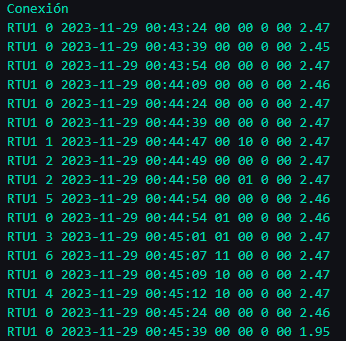 Conexión
RTU1 0 2023-11-29 00:43:24 00 00 0 00 2.47
RTU1 0 2023-11-29 00:43:39 00 00 0 00 2.45
RTU1 0 2023-11-29 00:43:54 00 00 0 00 2.47
RTU1 0 2023-11-29 00:44:09 00 00 0 00 2.46
RTU1 0 2023-11-29 00:44:24 00 00 0 00 2.47
RTU1 0 2023-11-29 00:44:39 00 00 0 00 2.47
RTU1 1 2023-11-29 00:44:47 00 10 0 00 2.47
RTU1 2 2023-11-29 00:44:49 00 00 0 00 2.47
RTU1 2 2023-11-29 00:44:50 00 01 0 00 2.47
RTU1 5 2023-11-29 00:44:54 00 00 0 00 2.46
RTU1 0 2023-11-29 00:44:54 01 00 0 00 2.46
RTU1 3 2023-11-29 00:45:01 01 00 0 00 2.47
RTU1 6 2023-11-29 00:45:07 11 00 0 00 2.47
RTU1 0 2023-11-29 00:45:09 10 00 0 00 2.47
RTU1 4 2023-11-29 00:45:12 10 00 0 00 2.47
RTU1 0 2023-11-29 00:45:24 00 00 0 00 2.46
RTU1 0 2023-11-29 00:45:39 00 00 0 00 1.95